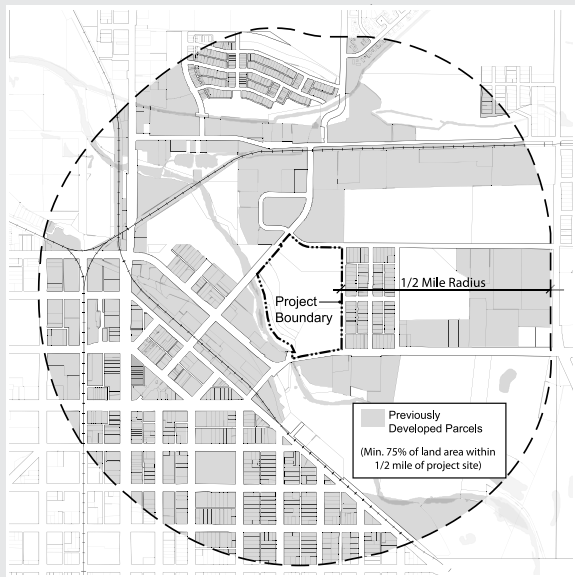 1/2 Mile Radius
Project
Boundary
Previously
Developed Parcels
(Min. 75% of land area within
1/2 mile of project site)